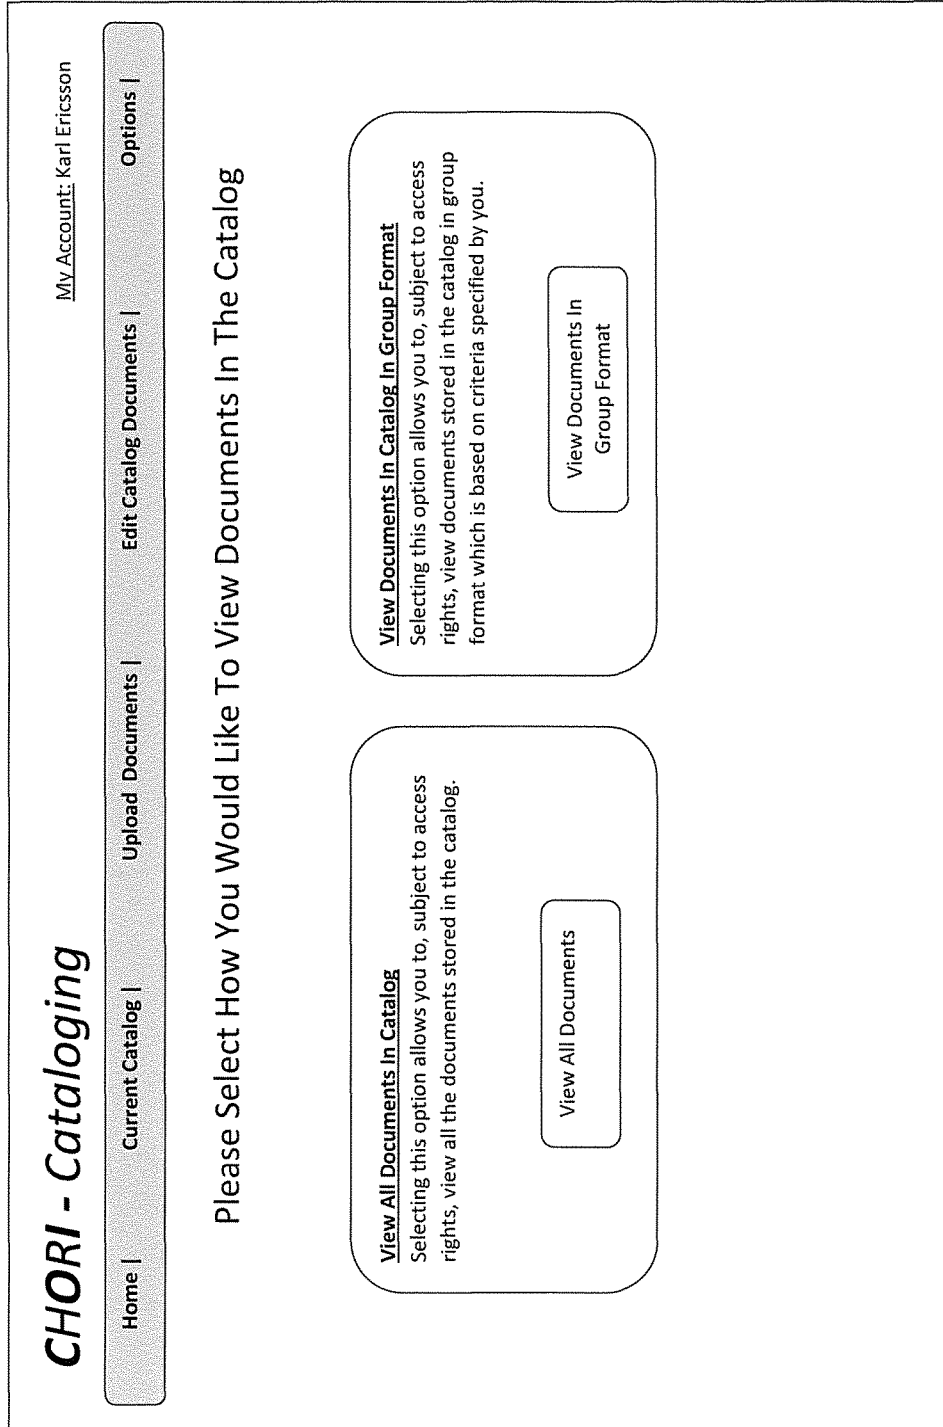 CHORI - Cataloging
My Account: Karl Ericsson
Home | Current Catalog | Upload Documents | Edit Catalog Documents | Options |
Please Select How You Would Like To View Documents In The Catalog
View All Documents In Catalog
Selecting this option allows you to, subject to access
rights, view all the documents stored in the catalog.
View All Documents
View Documents In Catalog In Group Format
Selecting this option allows you to, subject to access
rights, view documents stored in the catalog in group
format which is based on criteria specified by you.
View Documents In
Group Format